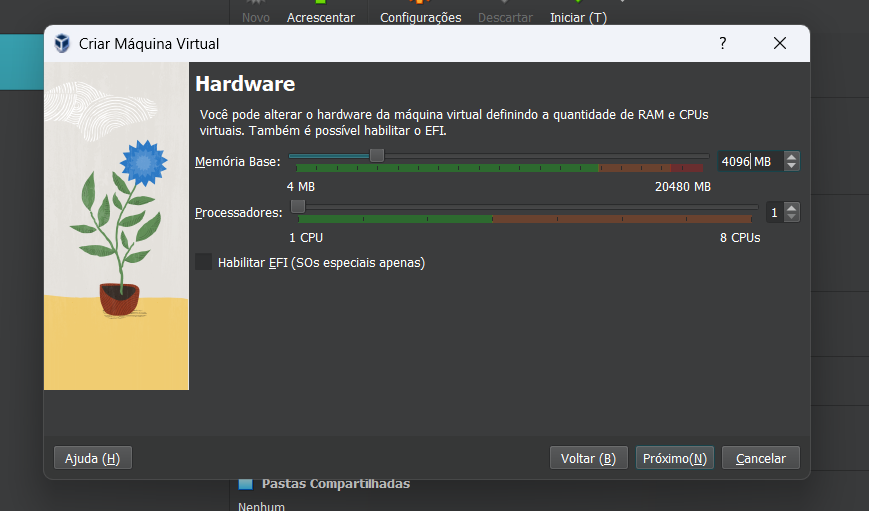 Novo Acrescentar Configurações Descartar Iniciar (T)
Criar Máquina Virtual ?
Hardware
Você pode alterar o hardware da máquina virtual definindo a quantidade de RAM e CPUs
virtuais. Também é possível habilitar o EFI.
Memória Base: 4096 MB
4 MB 20480 MB
Processadores: 1
1 CPU 8 CPUs
Habilitar EFI (SOs especiais apenas)
Ajuda (H) Voltar (B) Próximo(N) Cancelar
Pastas Compartilhadas
Nenhum